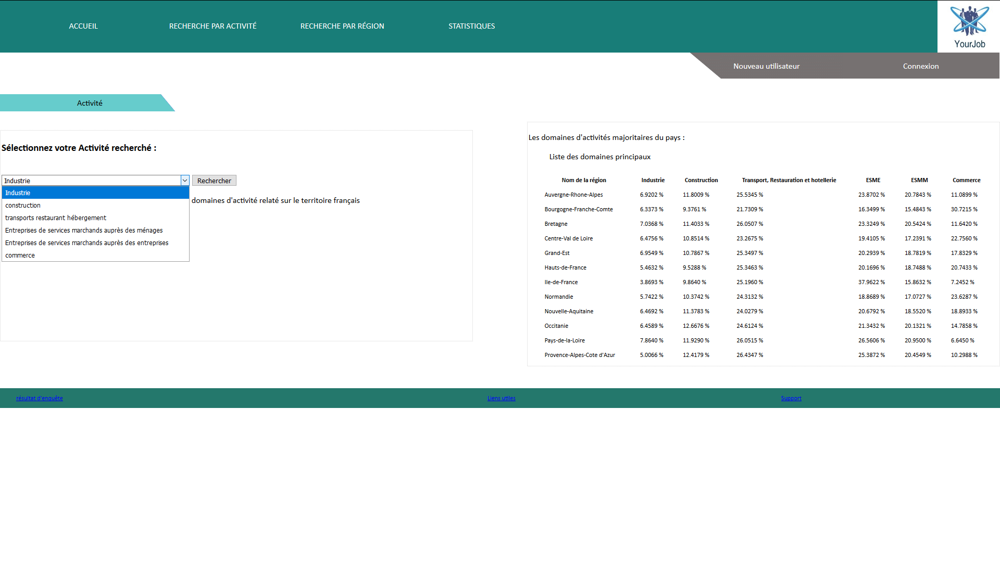 ACCUEIL RECHERCHE PAR ACTIVITÉ RECHERCHE PAR RÉGION STATISTIQUES
YourJob
Nouveau utilisateur Connexion
Activité
Sélectionnez votre Activité recherché :
Industrie Rechercher
Industrie
domaines d'activité relaté sur le territoire français
construction
transports restaurant hébergement
Entreprises de services marchands auprès des ménages
Entreprises de services marchands auprès des entreprises
commerce
Les domaines d'activités majoritaires du pays :
Liste des domaines principaux
Nom de la région Industrie Construction Transport, Restauration et hotellerie ESME ESMM Commerce
Auvergne-Rhone-Alpes 6.9202 % 11.8009 % 25.5345 % 23.8702 % 20.7843 % 11.0899 %
Bourgogne-Franche-Comte 6.3373 % 9.3761 % 21.7309 % 16.3499 % 15.4843 % 30.7215 %
Bretagne 7.0368 % 11.4033 % 26.0507 % 23.3249 % 20.5424 % 11.6420 %
Centre-Val de Loire 6.4756 % 10.8514 % 23.2675 % 19.4105 % 17.2391 % 22.7560 %
Grand-Est 6.9549 % 10.7867 % 25.3497 % 20.2939 % 18.7819 % 17.8329 %
Hauts-de-France 5.4632 % 9.5288 % 25.3463 % 20.1696 % 18.7488 % 20.7433 %
Ile-de-France 3.8693 % 9.8640 % 25.1960 % 37.9622 % 15.8632 % 7.2452 %
Normandie 5.7422 % 10.3742 % 24.3132 % 18.8689 % 17.0727 % 23.6287 %
Nouvelle-Aquitaine 6.4692 % 11.3783 % 24.0279 % 20.6792 % 18.5520 % 18.8933 %
Occitanie 6.4589 % 12.6676 % 24.6124 % 21.3432 % 20.1321 % 14.7858 %
Pays-de-la-Loire 7.8640 % 11.9290 % 26.0515 % 26.5606 % 20.9500 % 6.6450 %
Provence-Alpes-Cote d'Azur 5.0066 % 12.4179 % 26.4347 % 25.3872 % 20.4549 % 10.2988 %
résultat d'enquête Liens utiles Support